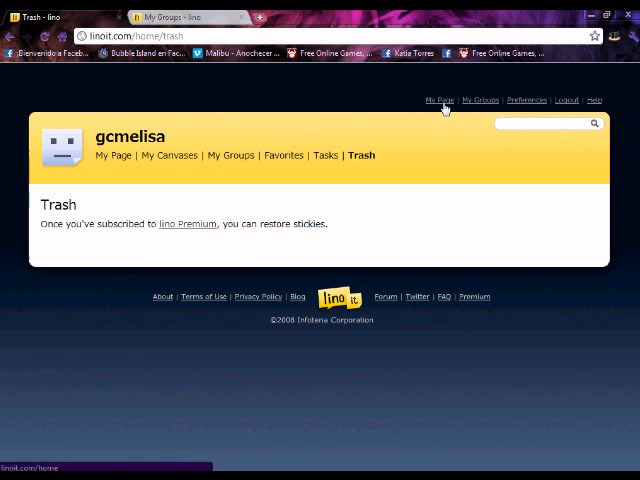 Trash - lino
My Groups - lino
linoit.com/home/trash
¡Bienvenido a Faceb...
Bubble Island en Fac...
Malibu - Anochecer ...
Free Online Games, ...
Katia Torres
Free Online Games, ...
My Page | My Groups | Preferences | Logout | Help
gcmelisa
My Page | My Canvases | My Groups | Favorites | Tasks | Trash
Trash
Once you've subscribed to lino Premium, you can restore stickies.
About | Terms of Use | Privacy Policy | Blog
lino it
Forum | Twitter | FAQ | Premium
©2008 Infoteria Corporation
linoit.com/home